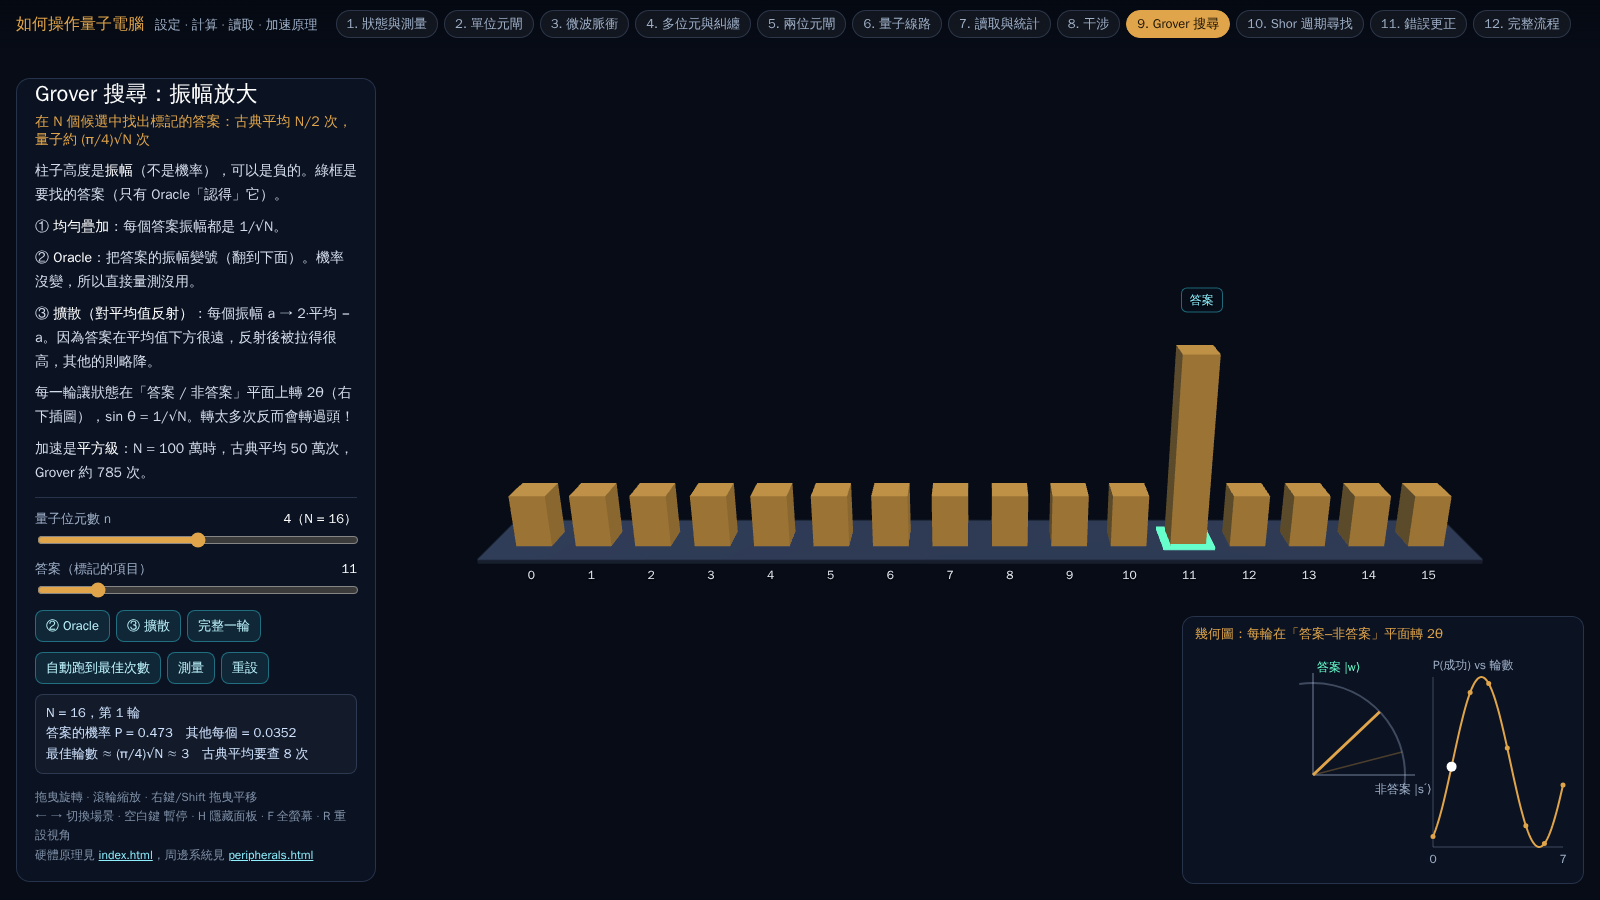 如何操作量子電腦 設定 · 計算 · 讀取 · 加速原理 1. 狀態與測量 2. 單位元閘 3. 微波脈衝 4. 多位元與糾纏 5. 兩位元閘 6. 量子線路 7. 讀取與統計 8. 干涉 9. Grover 搜尋 10. Shor 週期尋找 11. 錯誤更正 12. 完整流程
Grover 搜尋：振幅放大
在 N 個候選中找出標記的答案：古典平均 N/2 次，
量子約 (π/4)√N 次
柱子高度是振幅（不是機率），可以是負的。綠框是
要找的答案（只有 Oracle「認得」它）。
① 均勻疊加：每個答案振幅都是 1/√N。
② Oracle：把答案的振幅變號（翻到下面）。機率
沒變，所以直接量測沒用。
③ 擴散（對平均值反射）：每個振幅 a → 2·平均 −
a。因為答案在平均值下方很遠，反射後被拉得很
高，其他的則略降。
每一輪讓狀態在「答案 / 非答案」平面上轉 2θ（右
下插圖），sin θ = 1/√N。轉太多次反而會轉過頭！
加速是平方級：N = 100 萬時，古典平均 50 萬次，
Grover 約 785 次。
量子位元數 n 4（N = 16）
答案（標記的項目） 11
② Oracle ③ 擴散 完整一輪
自動跑到最佳次數 測量 重設
N = 16，第 1 輪
答案的機率 P = 0.473 其他每個 = 0.0352
最佳輪數 ≈ (π/4)√N ≈ 3 古典平均要查 8 次
拖曳旋轉 · 滾輪縮放 · 右鍵/Shift 拖曳平移
← → 切換場景 · 空白鍵 暫停 · H 隱藏面板 · F 全螢幕 · R 重
設視角
硬體原理見 index.html，周邊系統見 peripherals.html
答案
0 1 2 3 4 5 6 7 8 9 10 11 12 13 14 15
幾何圖：每輪在「答案–非答案」平面轉 2θ
答案 |w⟩
P(成功) vs 輪數
非答案 |s′⟩
0 7